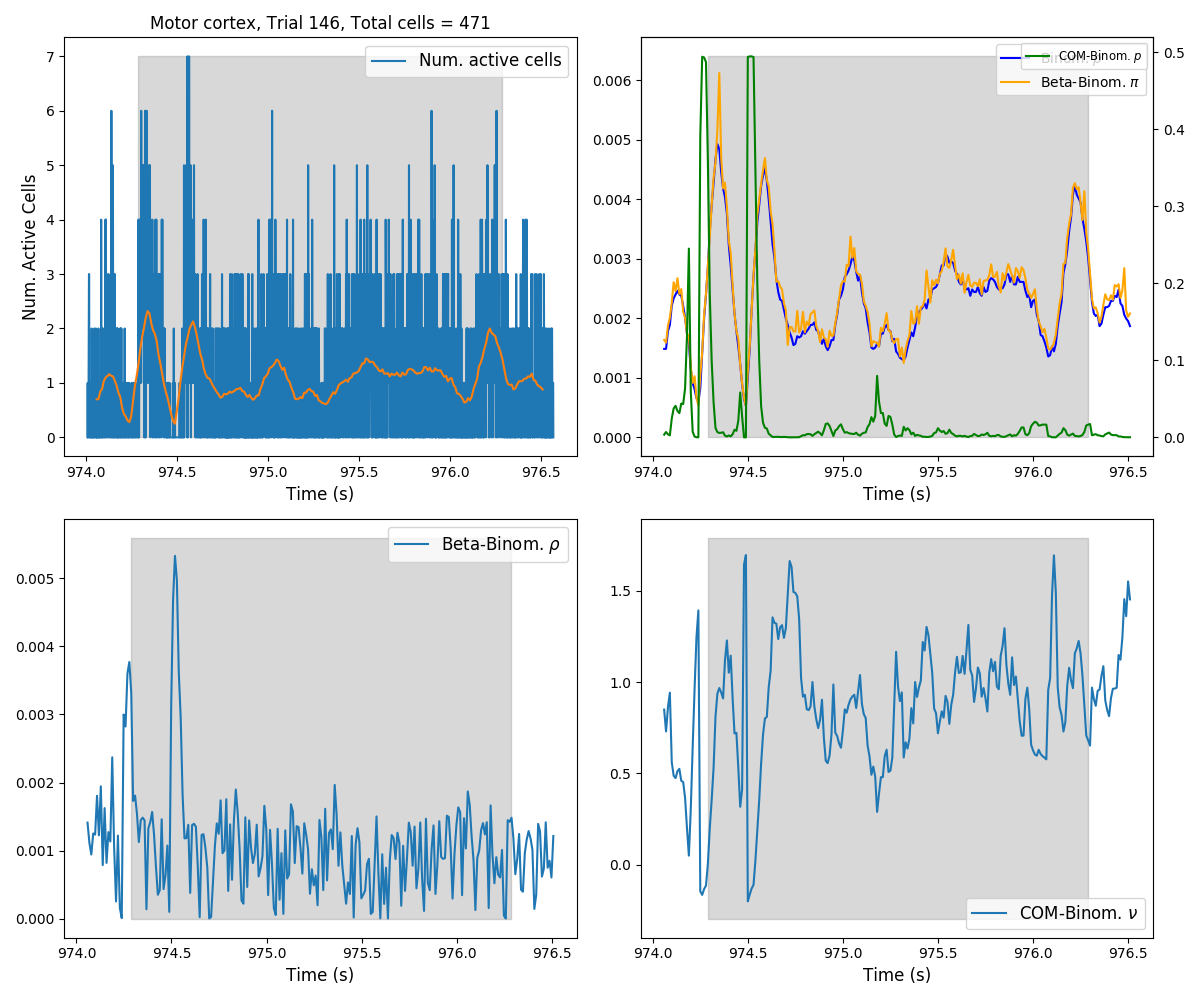 Motor cortex, Trial 146, Total cells = 471
Num. active cells
Num. Active Cells
7
6
5
4
3
2
1
0
974.0 974.5 975.0 975.5 976.0 976.5
Time (s)
COM-Binom. p
Beta-Binom. π
0.006
0.005
0.004
0.003
0.002
0.001
0.000
0.5
0.4
0.3
0.2
0.1
0.0
974.0 974.5 975.0 975.5 976.0 976.5
Time (s)
Beta-Binom. ρ
0.005
0.004
0.003
0.002
0.001
0.000
974.0 974.5 975.0 975.5 976.0 976.5
Time (s)
1.5
1.0
0.5
0.0
COM-Binom. ν
974.0 974.5 975.0 975.5 976.0 976.5
Time (s)